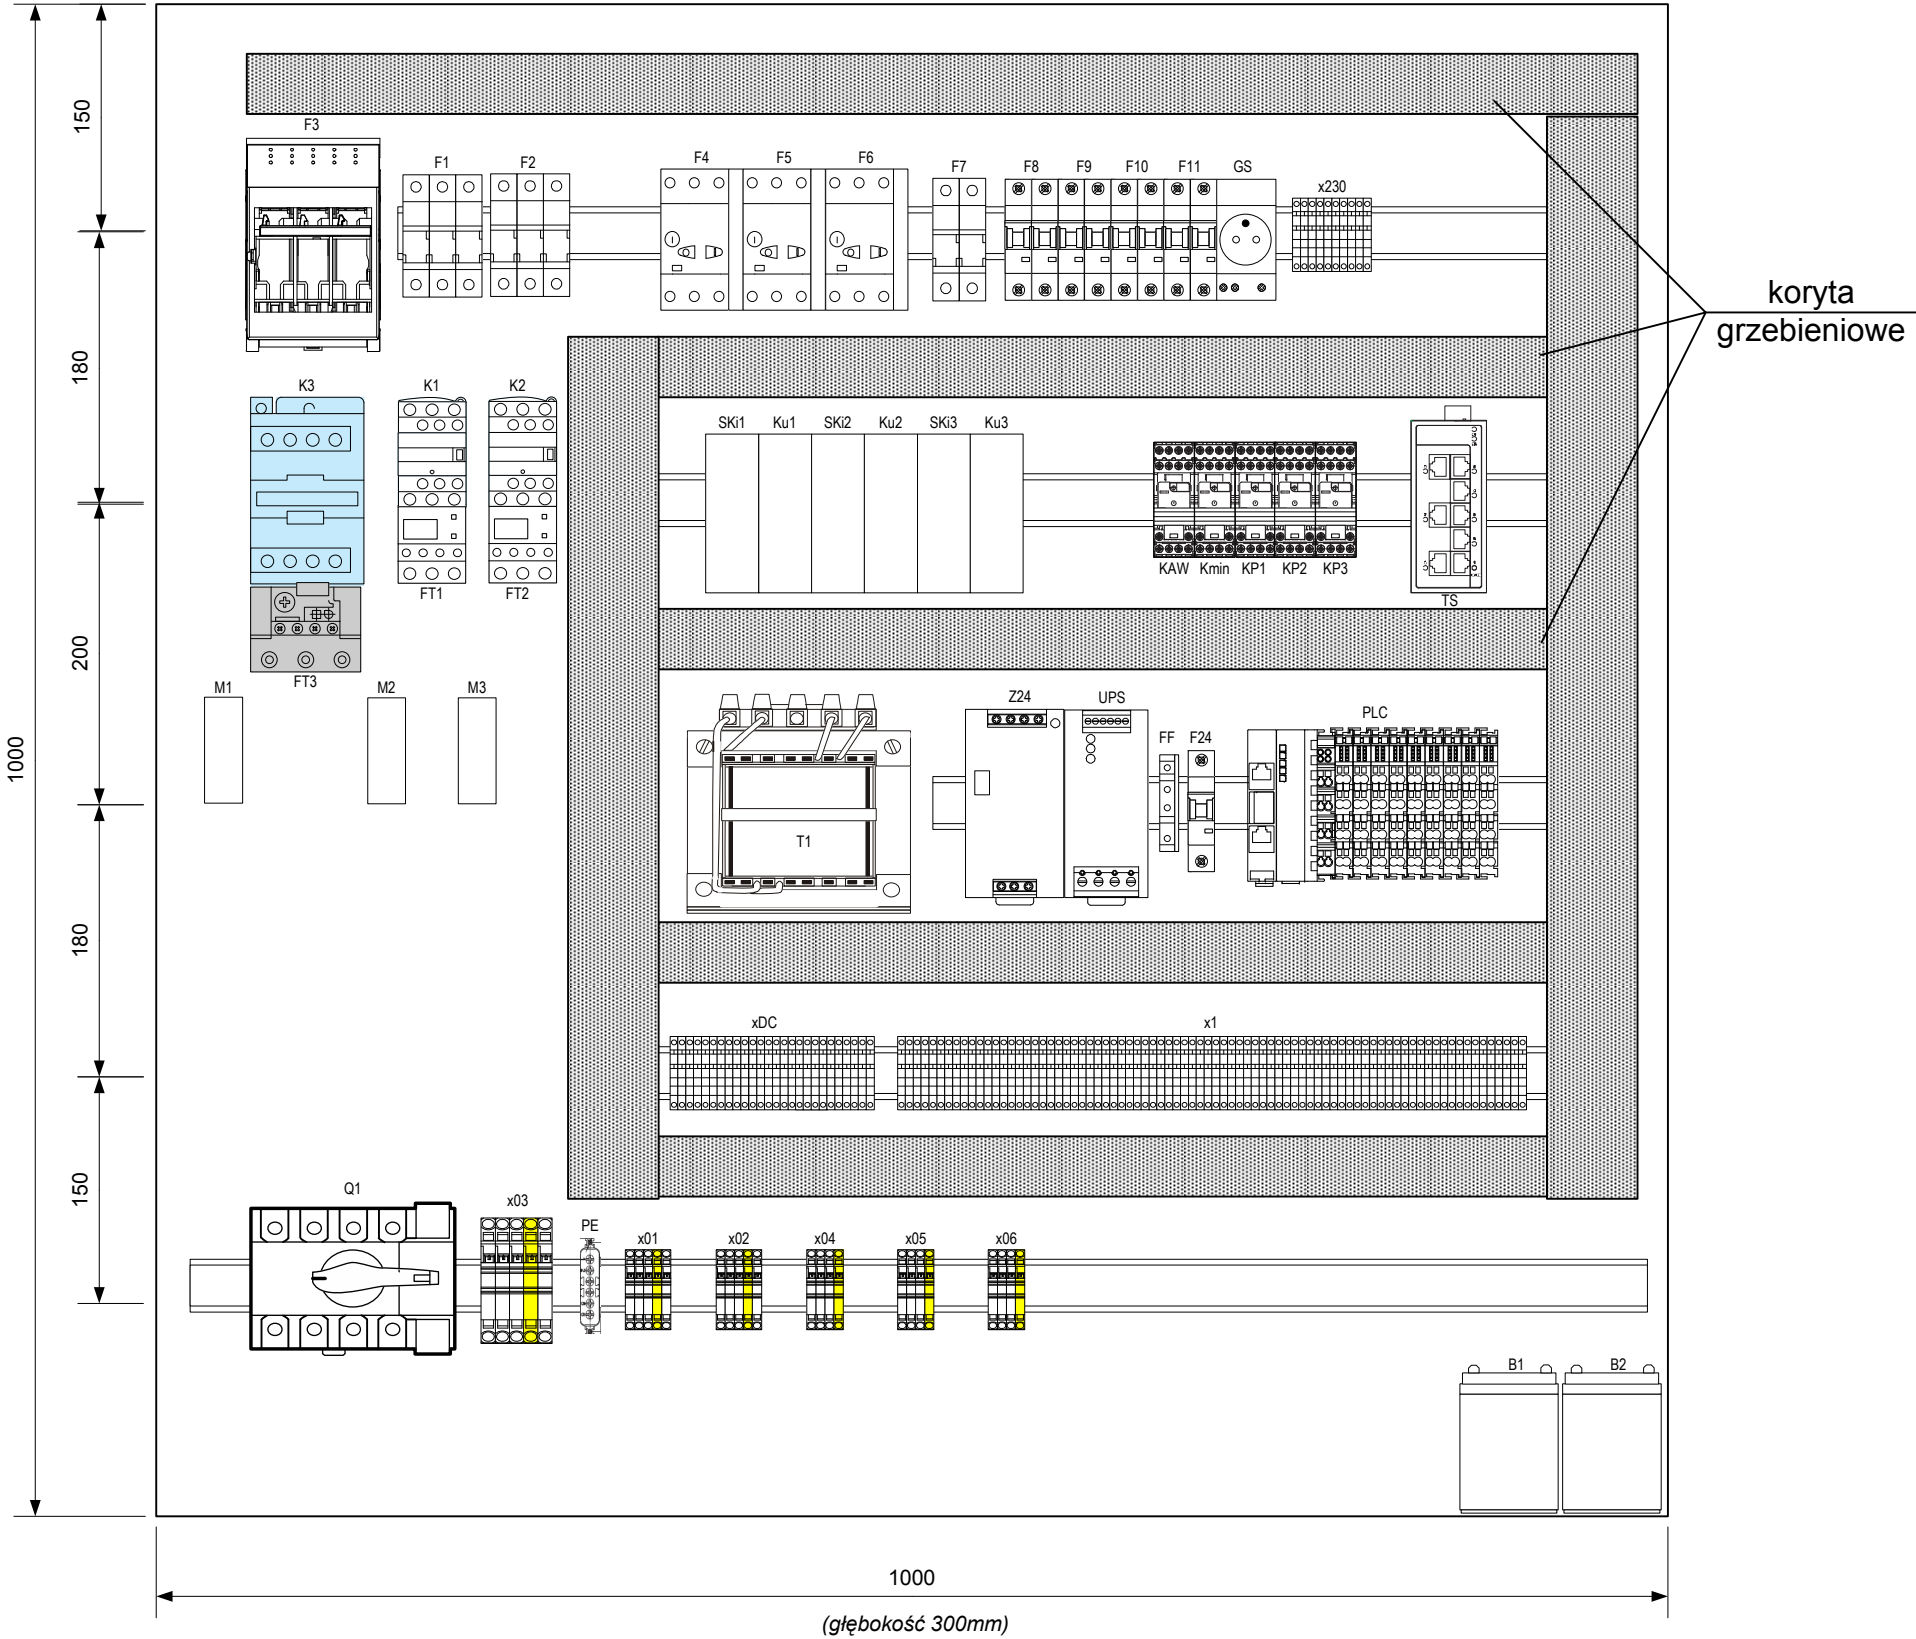 150
180
200
180
150
1000
F3
F1
F2
F4
F5
F6
F7
F8
F9
F10
F11
GS
x230
koryta
grzebieniowe
K3
K1
K2
SKi1
Ku1
SKi2
Ku2
SKi3
Ku3
KAW
Kmin
KP1
KP2
KP3
TS
FT1
FT2
FT3
M1
M2
M3
Z24
UPS
FF
F24
PLC
T1
xDC
x1
Q1
x03
PE
x01
x02
x04
x05
x06
B1
B2
1000
(głębokość 300mm)